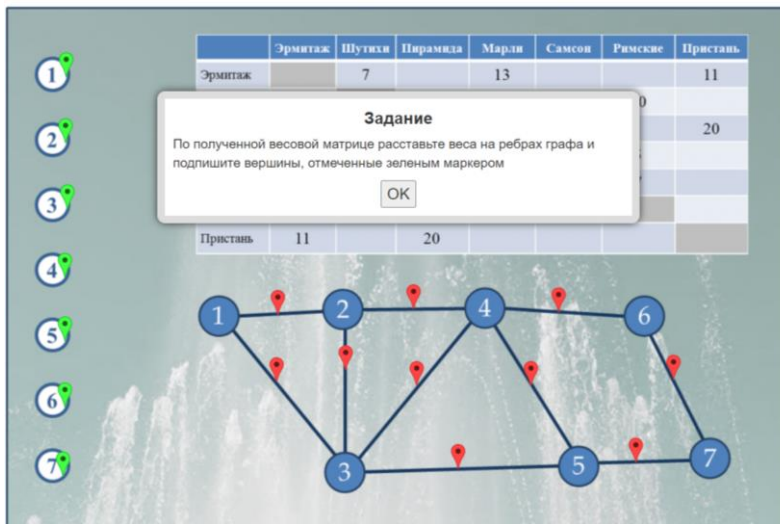 Эрмитаж Шутихи Пирамида Марли Самсон Римские Пристань
Эрмитаж 7 13 11
20
Задание
По полученной весовой матрице расставьте веса на ребрах графа и
подпишите вершины, отмеченные зеленым маркером
OK
Пристань 11 20
1
2
3
4
5
6
7
1
2
4
6
3
5
7